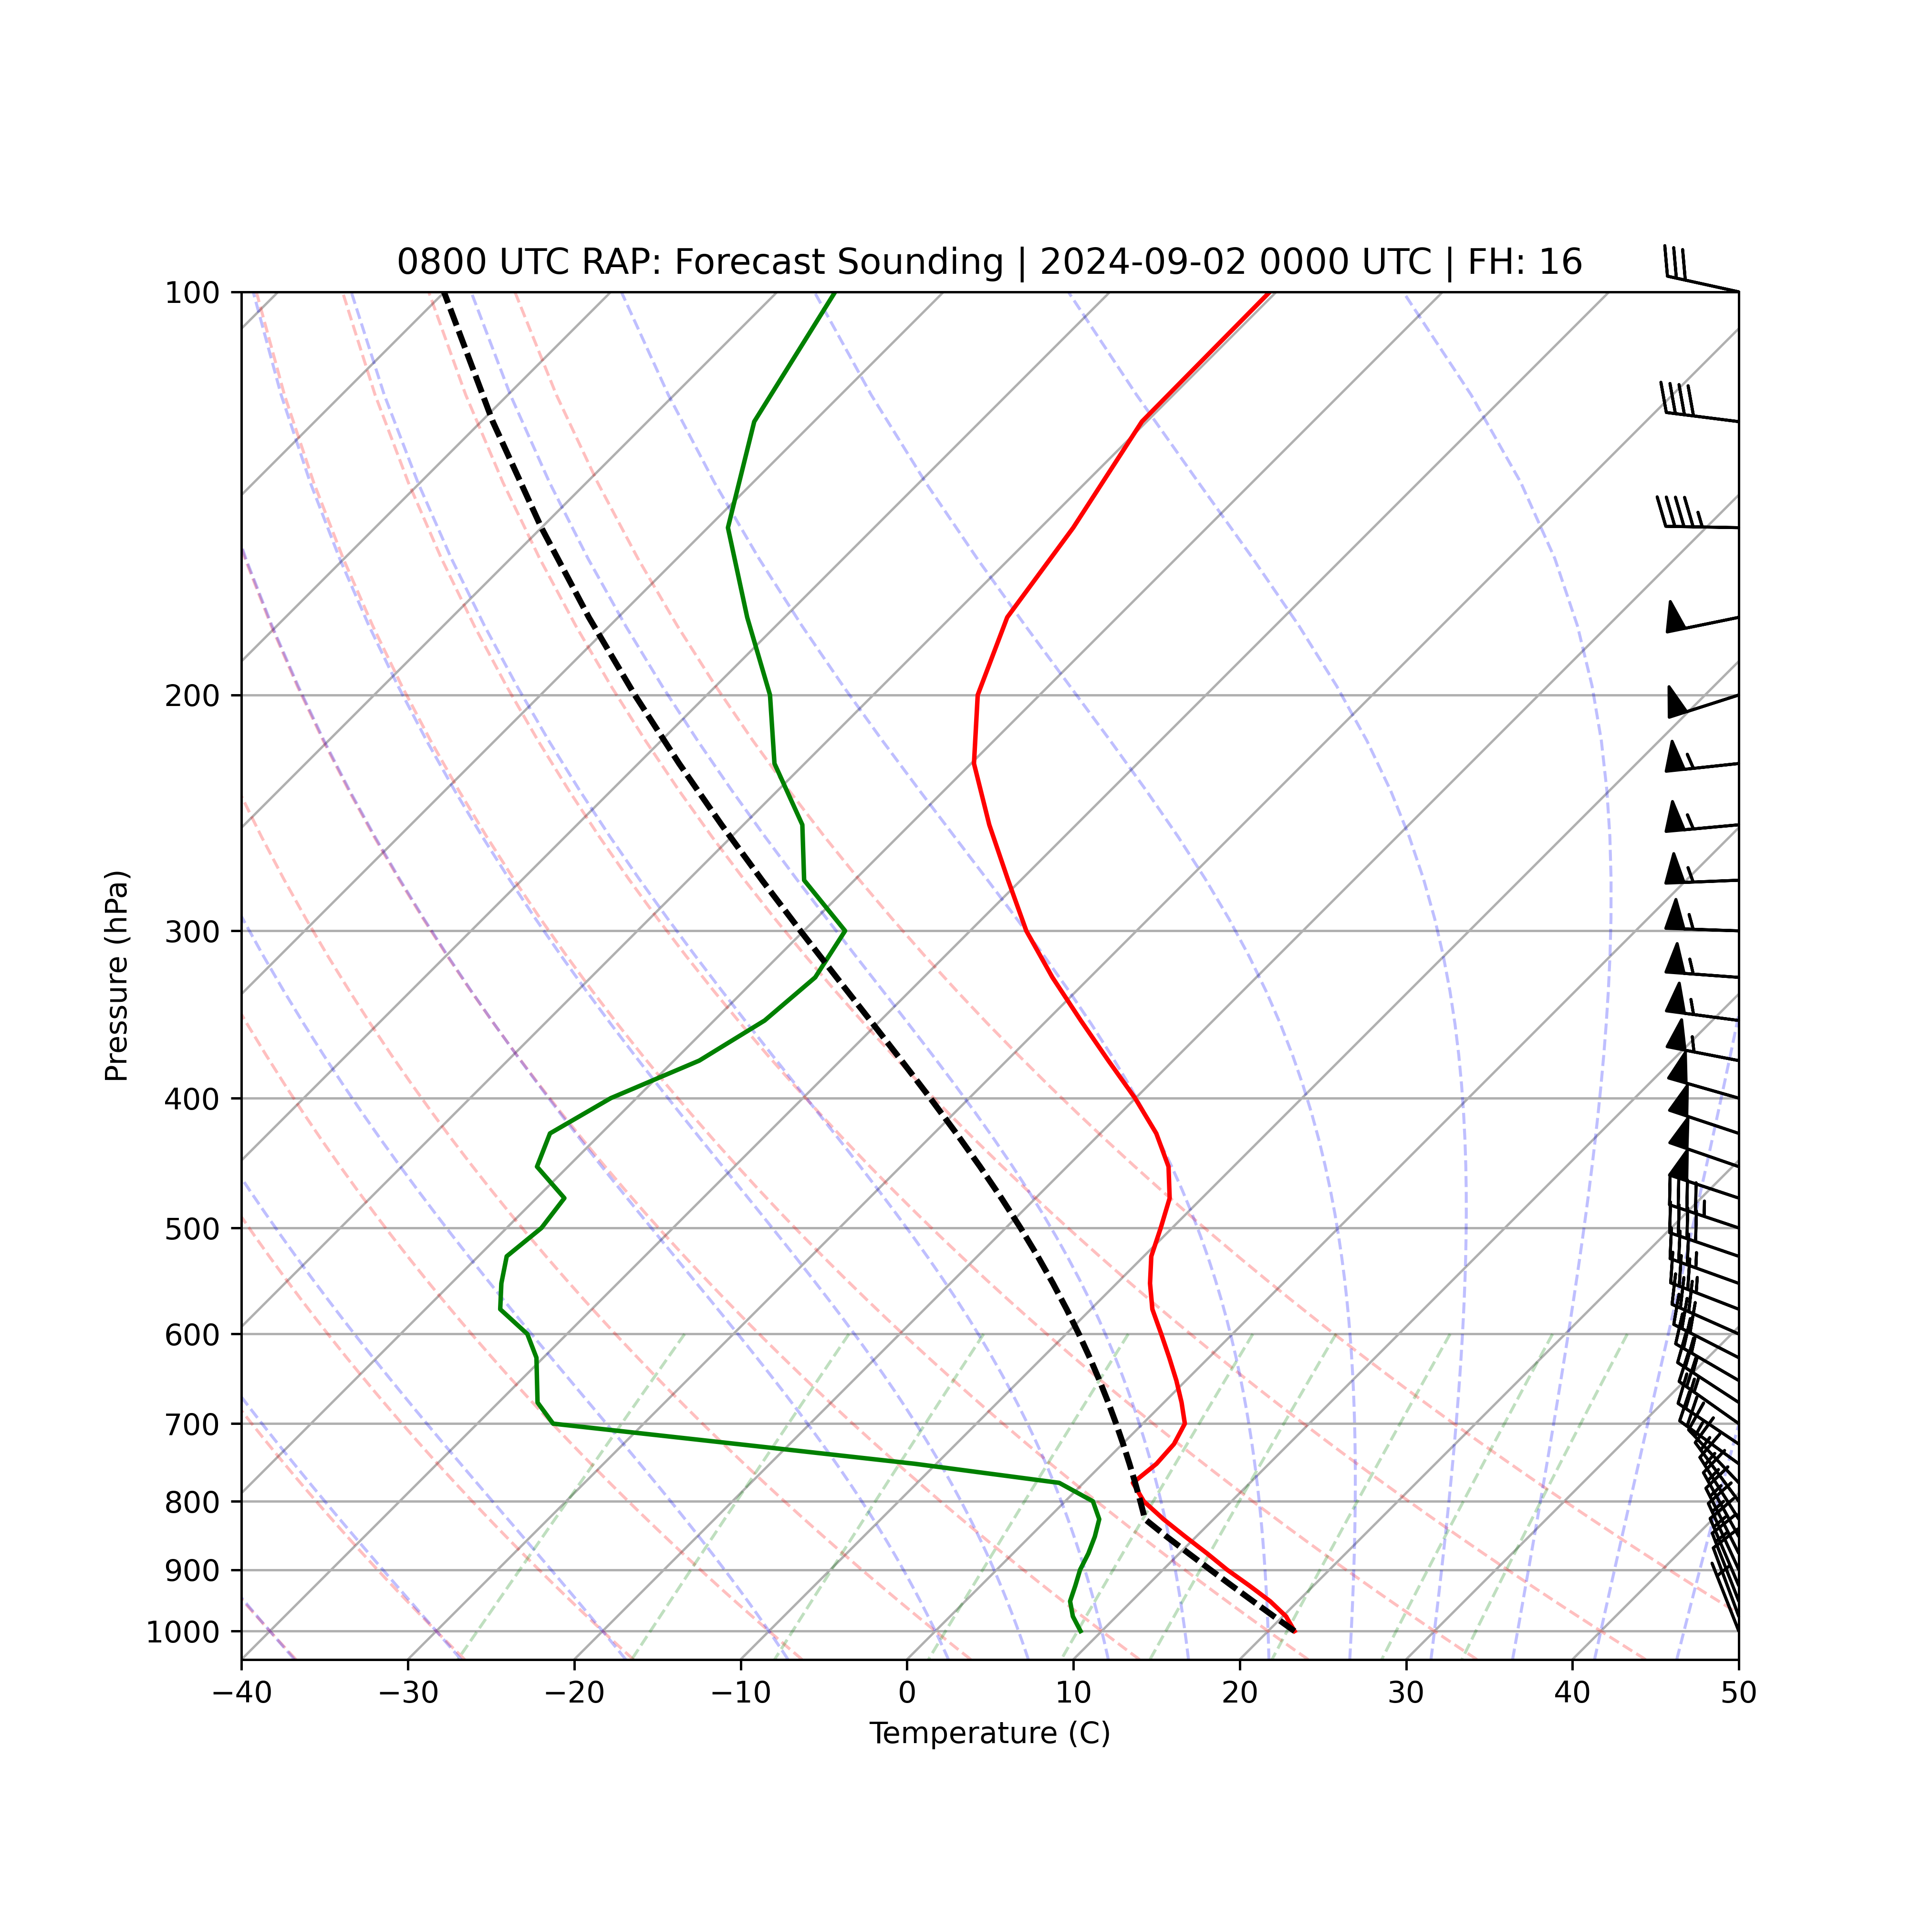 0800 UTC RAP: Forecast Sounding | 2024-09-02 0000 UTC | FH: 16
100
200
300
400
500
600
700
800
900
1000
Pressure (hPa)
−40 −30 −20 −10 0 10 20 30 40 50
Temperature (C)